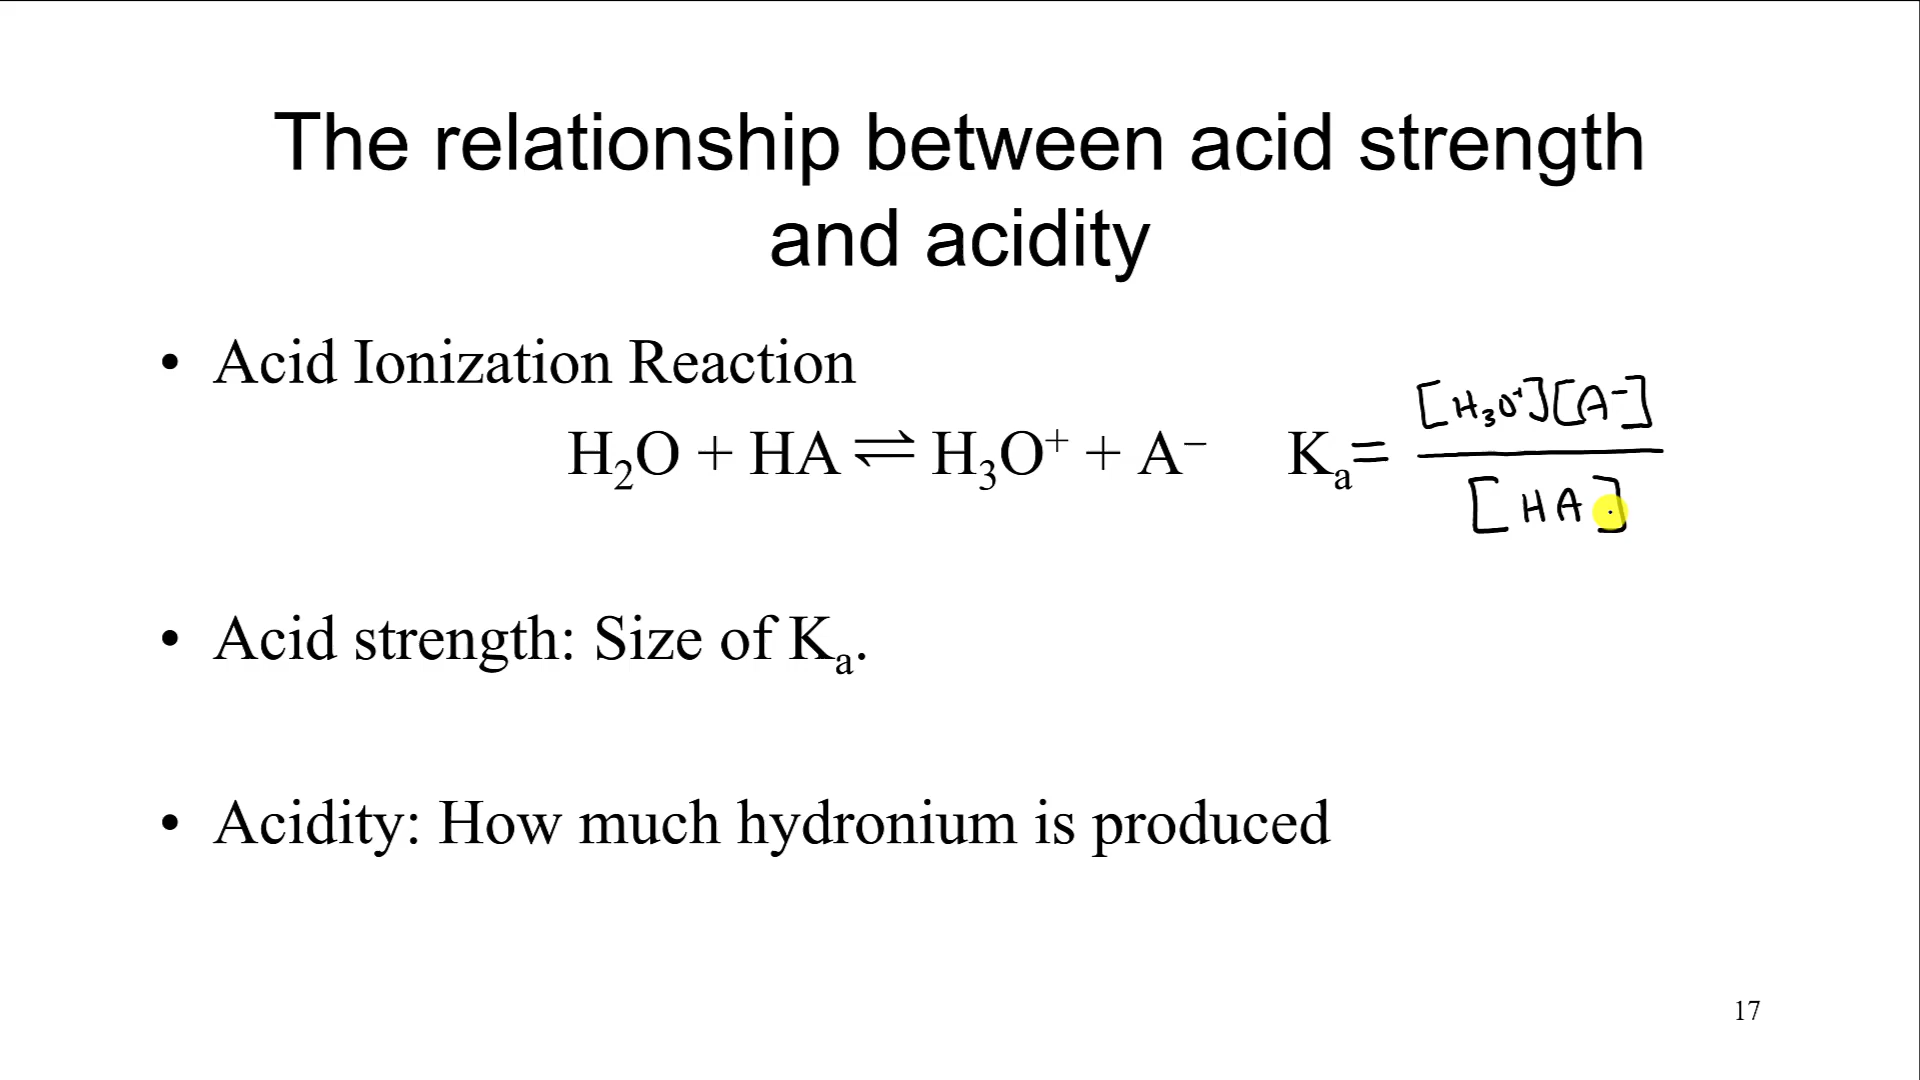 The relationship between acid strength
and acidity
• Acid Ionization Reaction
[H₃O⁺][A⁻]
H₂O + HA ⇌ H₃O⁺ + A⁻ Kₐ=
[HA]
• Acid strength: Size of Kₐ.
• Acidity: How much hydronium is produced
17